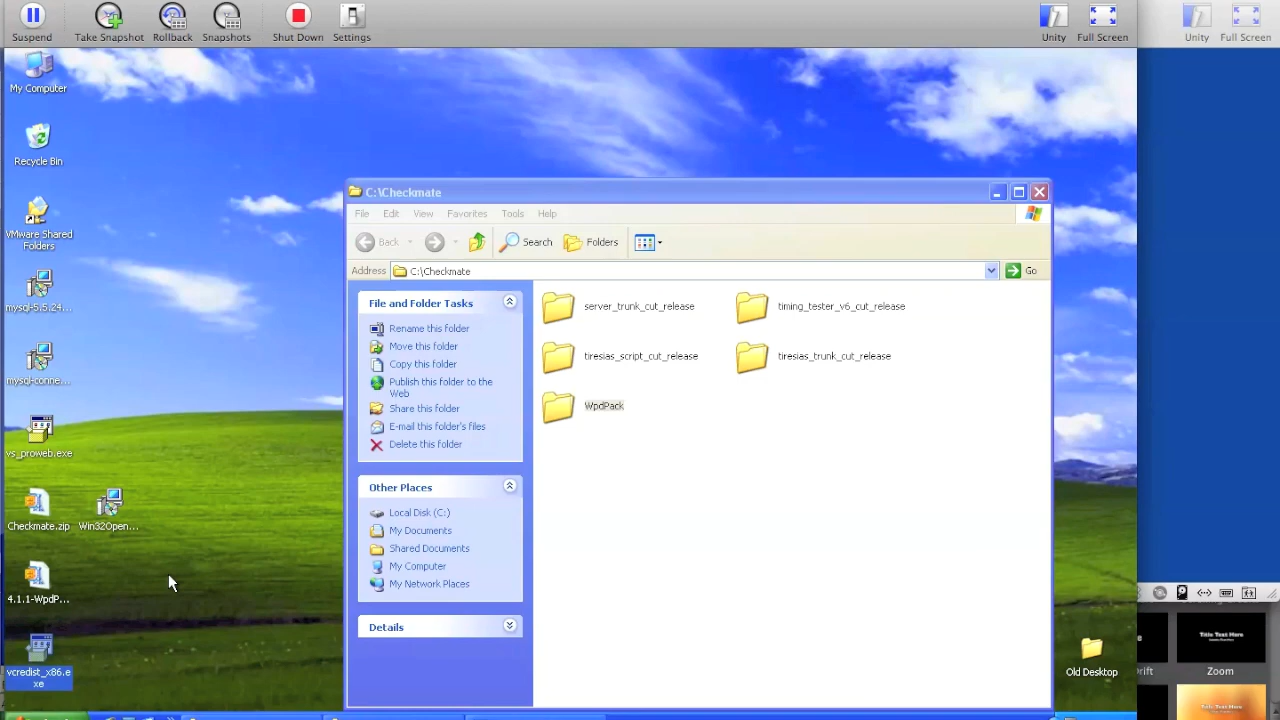 Suspend
Take Snapshot
Rollback
Snapshots
Shut Down
Settings
Unity
Full Screen
Unity
Full Screen
My Computer
Recycle Bin
VMware Shared
Folders
mysql-5.5.24...
mysql-conne...
vs_proweb.exe
Checkmate.zip
Win32Open...
4.1.1-WpdP...
vcredist_x86.e
xe
C:\Checkmate
File
Edit
View
Favorites
Tools
Help
Back
Search
Folders
Address
C:\Checkmate
Go
File and Folder Tasks
Rename this folder
Move this folder
Copy this folder
Publish this folder to the
Web
Share this folder
E-mail this folder's files
Delete this folder
Other Places
Local Disk (C:)
My Documents
Shared Documents
My Computer
My Network Places
Details
server_trunk_cut_release
timing_tester_v6_cut_release
tiresias_script_cut_release
tiresias_trunk_cut_release
WpdPack
Old Desktop
Title Text Here
Zoom